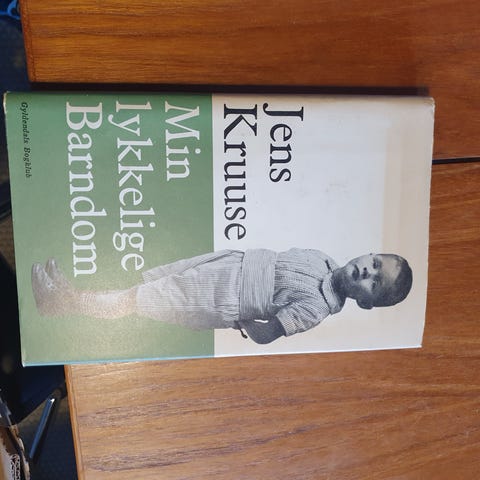 Jens
Kruuse
Min
lykkelige
Barndom
Gyldendals Bogklub